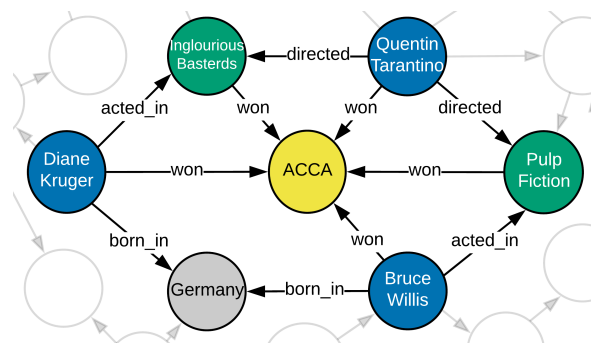 Inglourious
Basterds
directed
Quentin
Tarantino
acted_in
won
won
directed
Diane
Kruger
won
ACCA
won
Pulp
Fiction
born_in
won
acted_in
Germany
born_in
Bruce
Willis